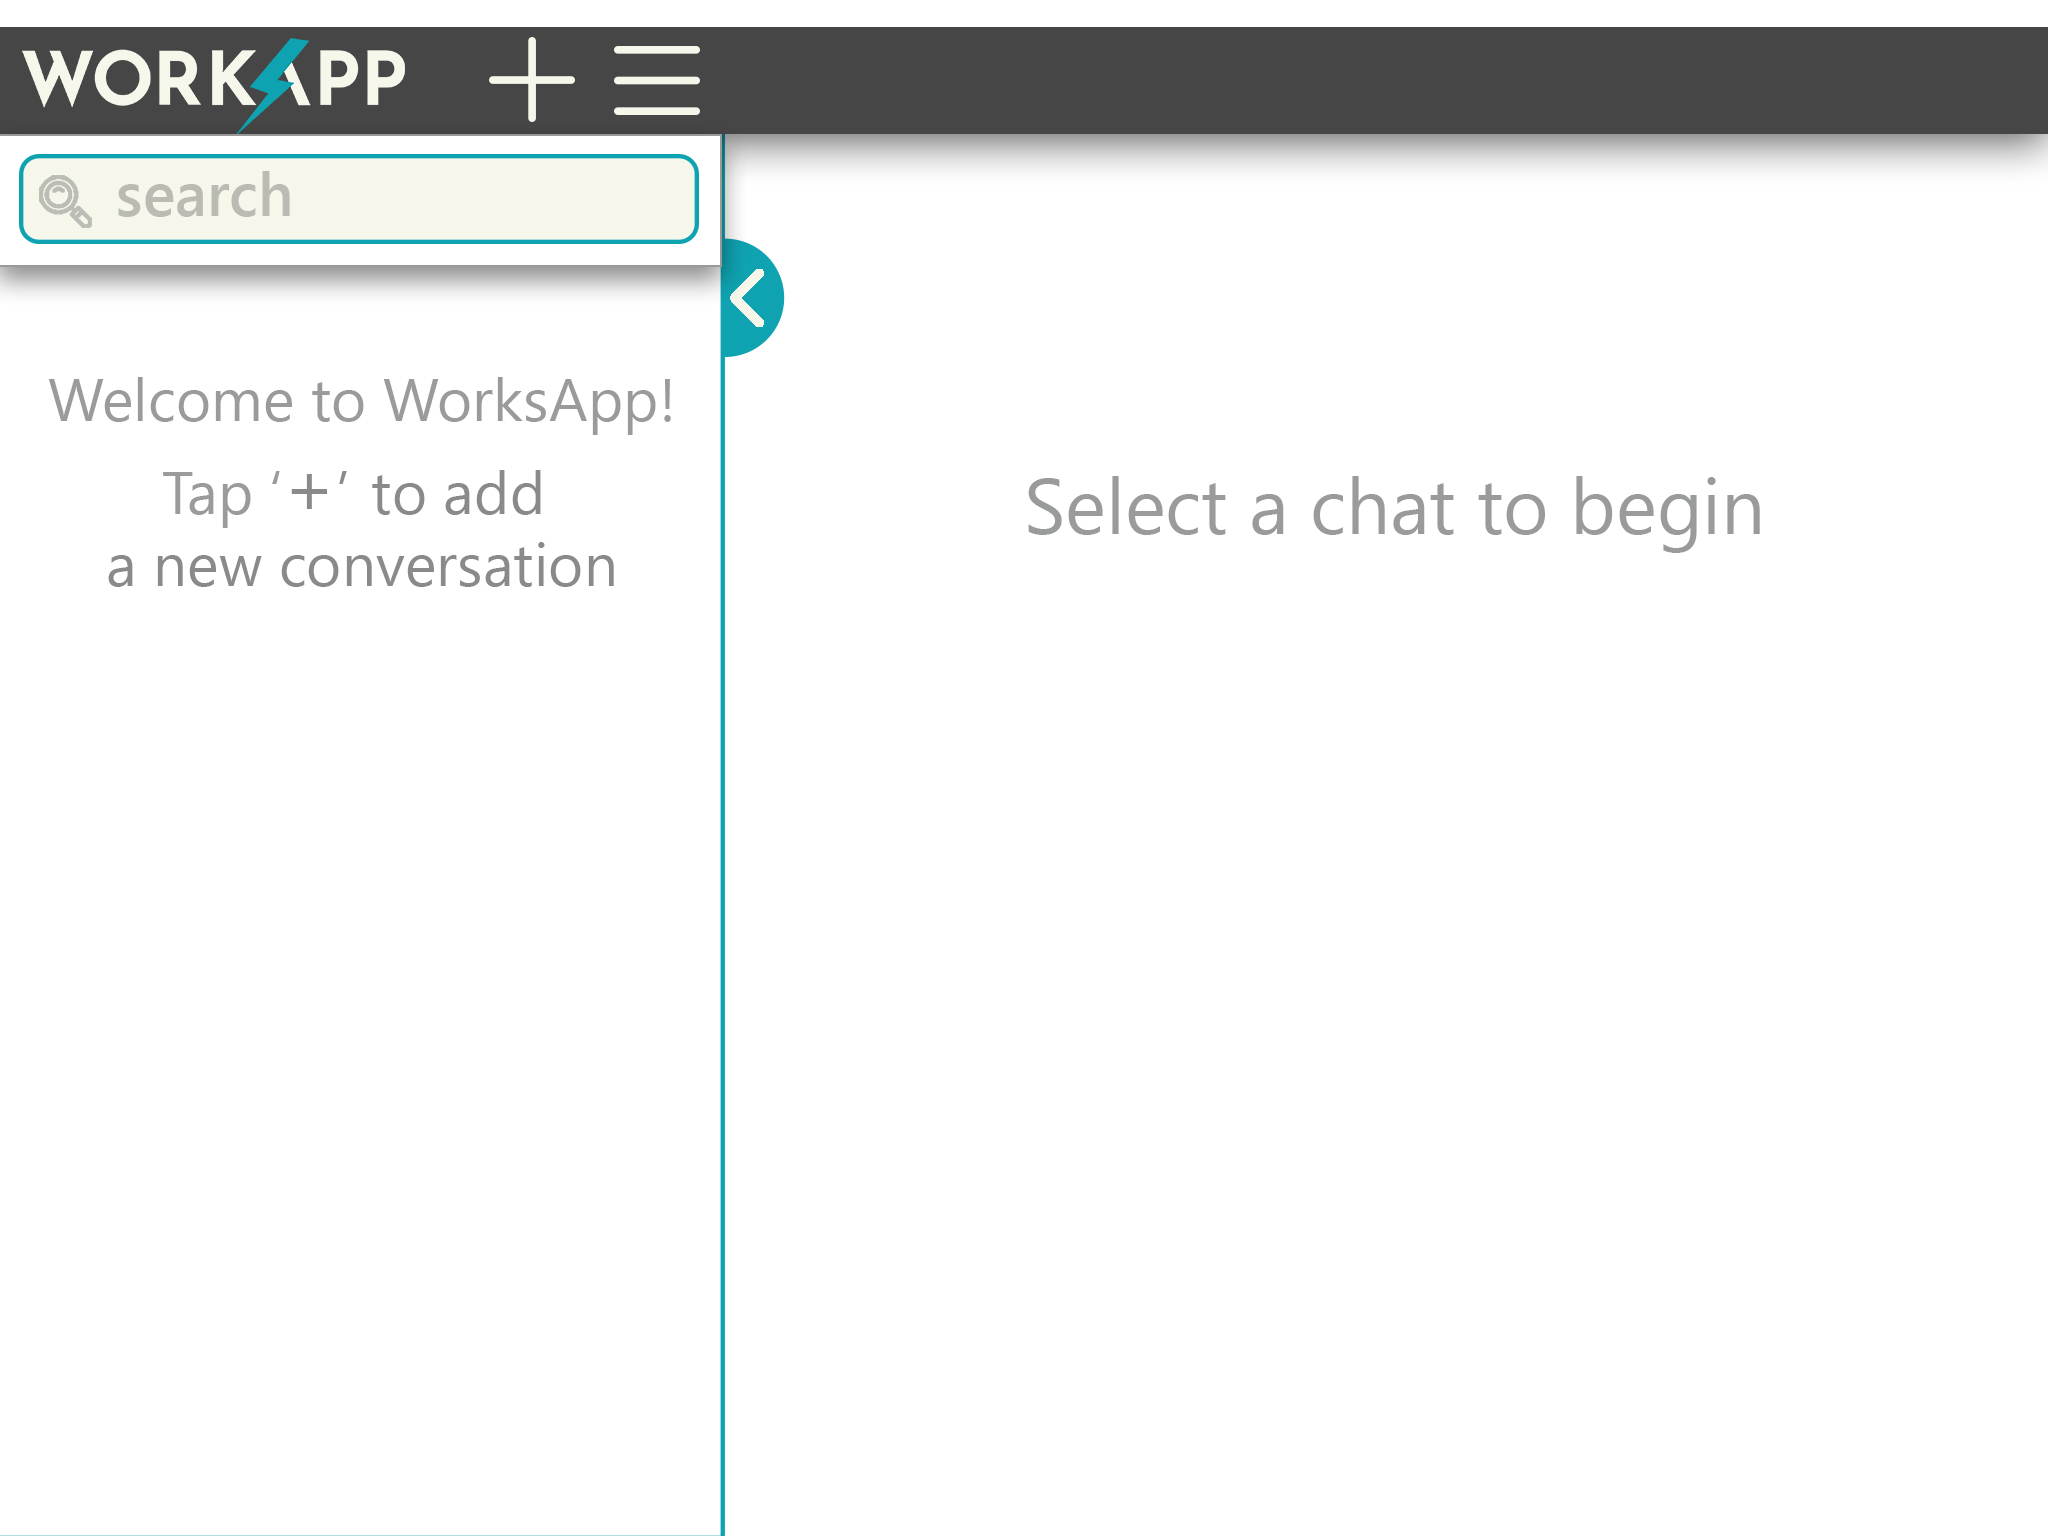 WORKAPP
search
Welcome to WorksApp!
Tap ‘+’ to add
a new conversation
Select a chat to begin